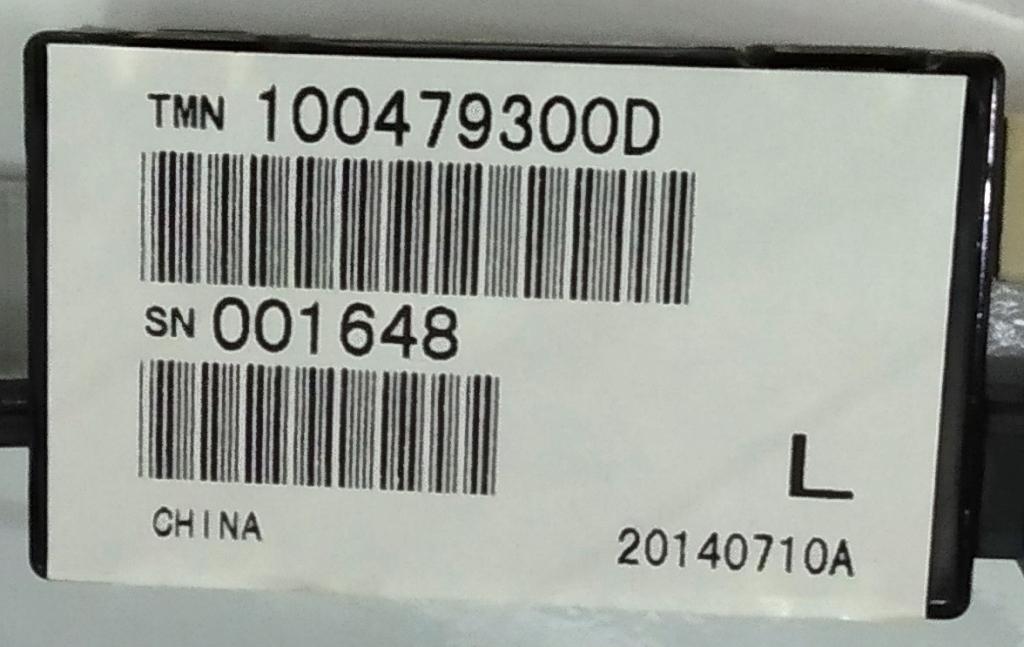 TMN 100479300D
SN 001648
L
CHINA 20140710A